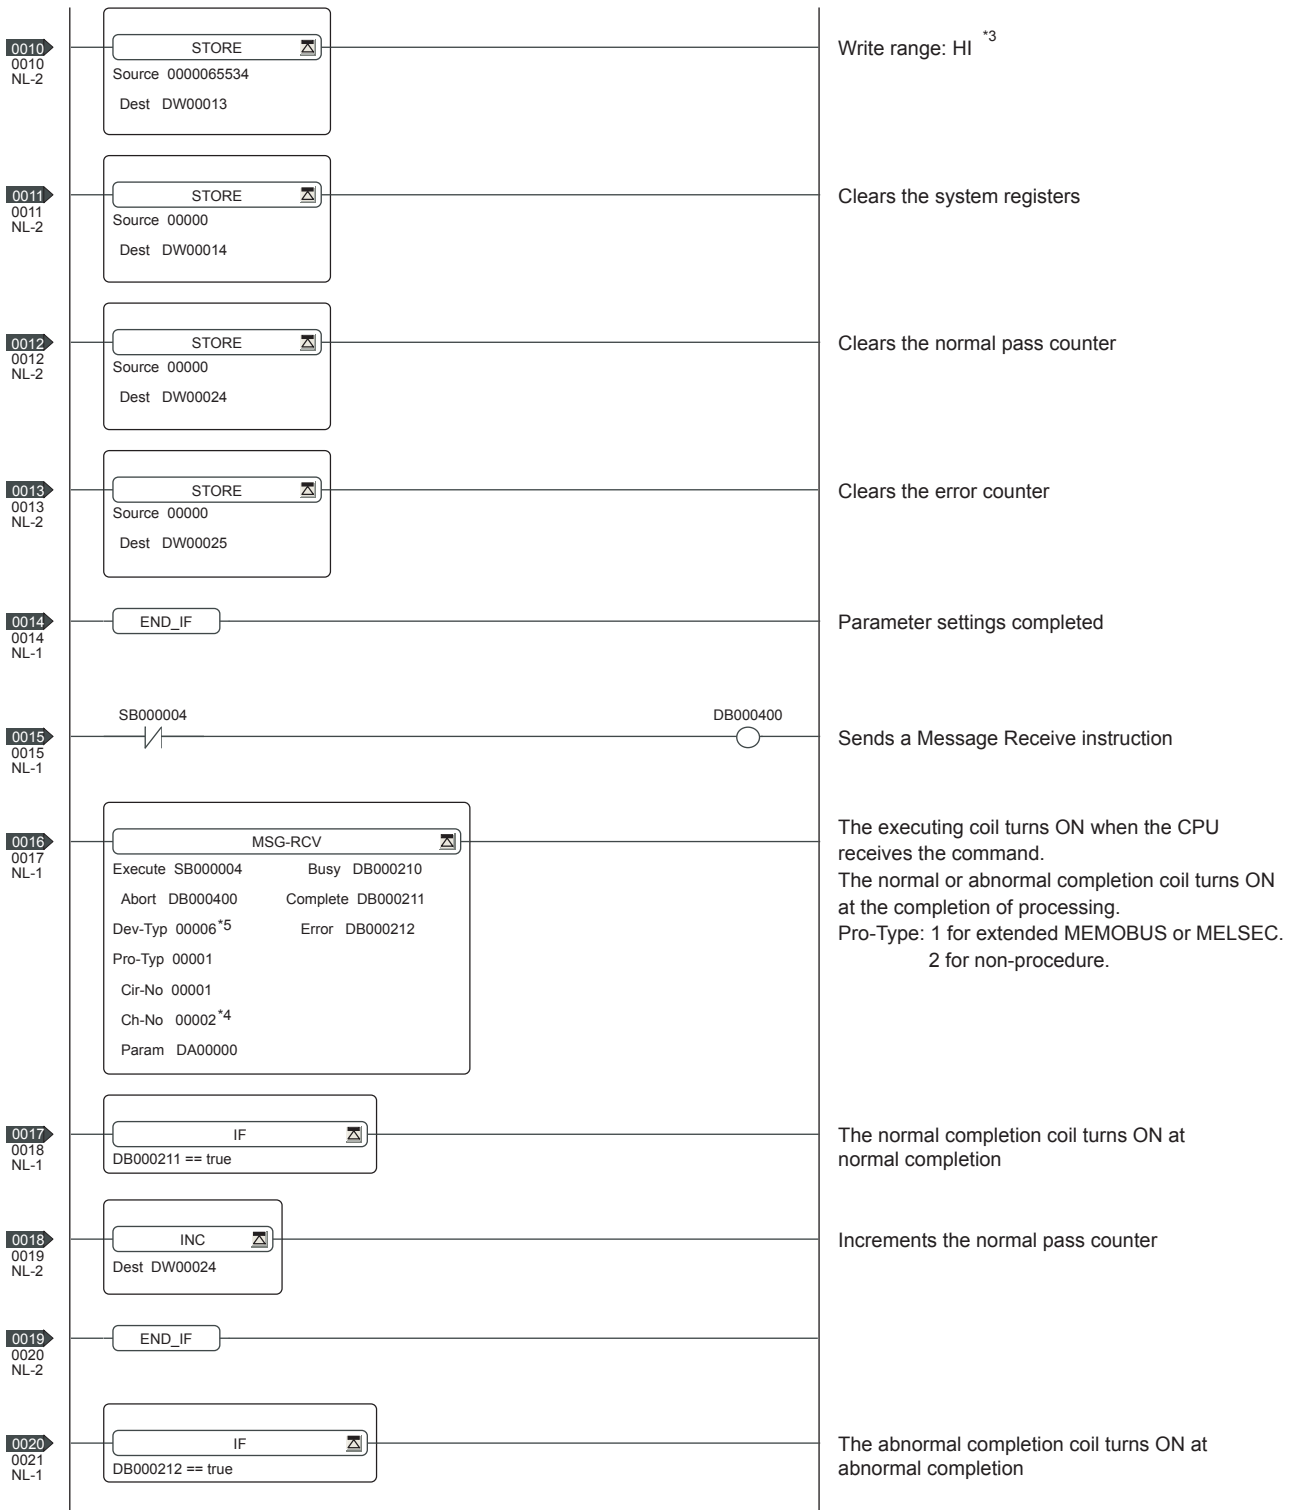 0010
0010
NL-2
STORE
Source 0000065534
Dest DW00013
Write range: HI *3
0011
0011
NL-2
STORE
Source 00000
Dest DW00014
Clears the system registers
0012
0012
NL-2
STORE
Source 00000
Dest DW00024
Clears the normal pass counter
0013
0013
NL-2
STORE
Source 00000
Dest DW00025
Clears the error counter
0014
0014
NL-1
END_IF
Parameter settings completed
0015
0015
NL-1
SB000004 DB000400
Sends a Message Receive instruction
0016
0017
NL-1
MSG-RCV
Execute SB000004 Busy DB000210
Abort DB000400 Complete DB000211
Dev-Typ 00006*5 Error DB000212
Pro-Typ 00001
Cir-No 00001
Ch-No 00002*4
Param DA00000
The executing coil turns ON when the CPU
receives the command.
The normal or abnormal completion coil turns ON
at the completion of processing.
Pro-Type: 1 for extended MEMOBUS or MELSEC.
2 for non-procedure.
0017
0018
NL-1
IF
DB000211 == true
The normal completion coil turns ON at
normal completion
0018
0019
NL-2
INC
Dest DW00024
Increments the normal pass counter
0019
0020
NL-2
END_IF
0020
0021
NL-1
IF
DB000212 == true
The abnormal completion coil turns ON at
abnormal completion